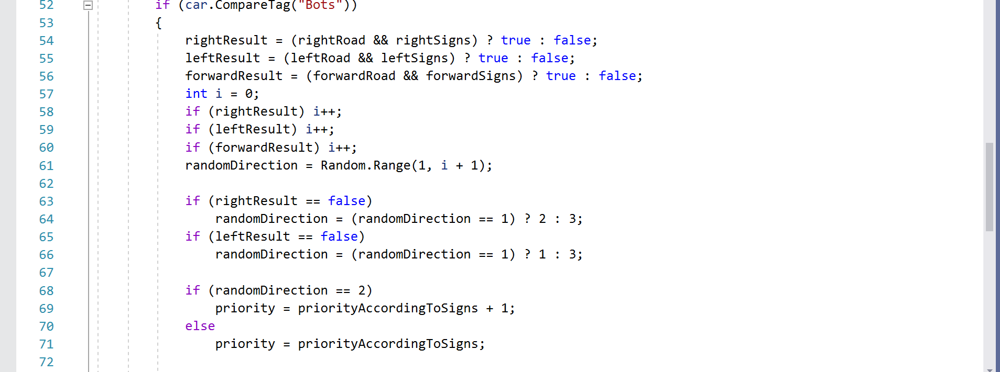 52 if (car.CompareTag("Bots"))
53 {
54 rightResult = (rightRoad && rightSigns) ? true : false;
55 leftResult = (leftRoad && leftSigns) ? true : false;
56 forwardResult = (forwardRoad && forwardSigns) ? true : false;
57 int i = 0;
58 if (rightResult) i++;
59 if (leftResult) i++;
60 if (forwardResult) i++;
61 randomDirection = Random.Range(1, i + 1);
62
63 if (rightResult == false)
64 randomDirection = (randomDirection == 1) ? 2 : 3;
65 if (leftResult == false)
66 randomDirection = (randomDirection == 1) ? 1 : 3;
67
68 if (randomDirection == 2)
69 priority = priorityAccordingToSigns + 1;
70 else
71 priority = priorityAccordingToSigns;
72